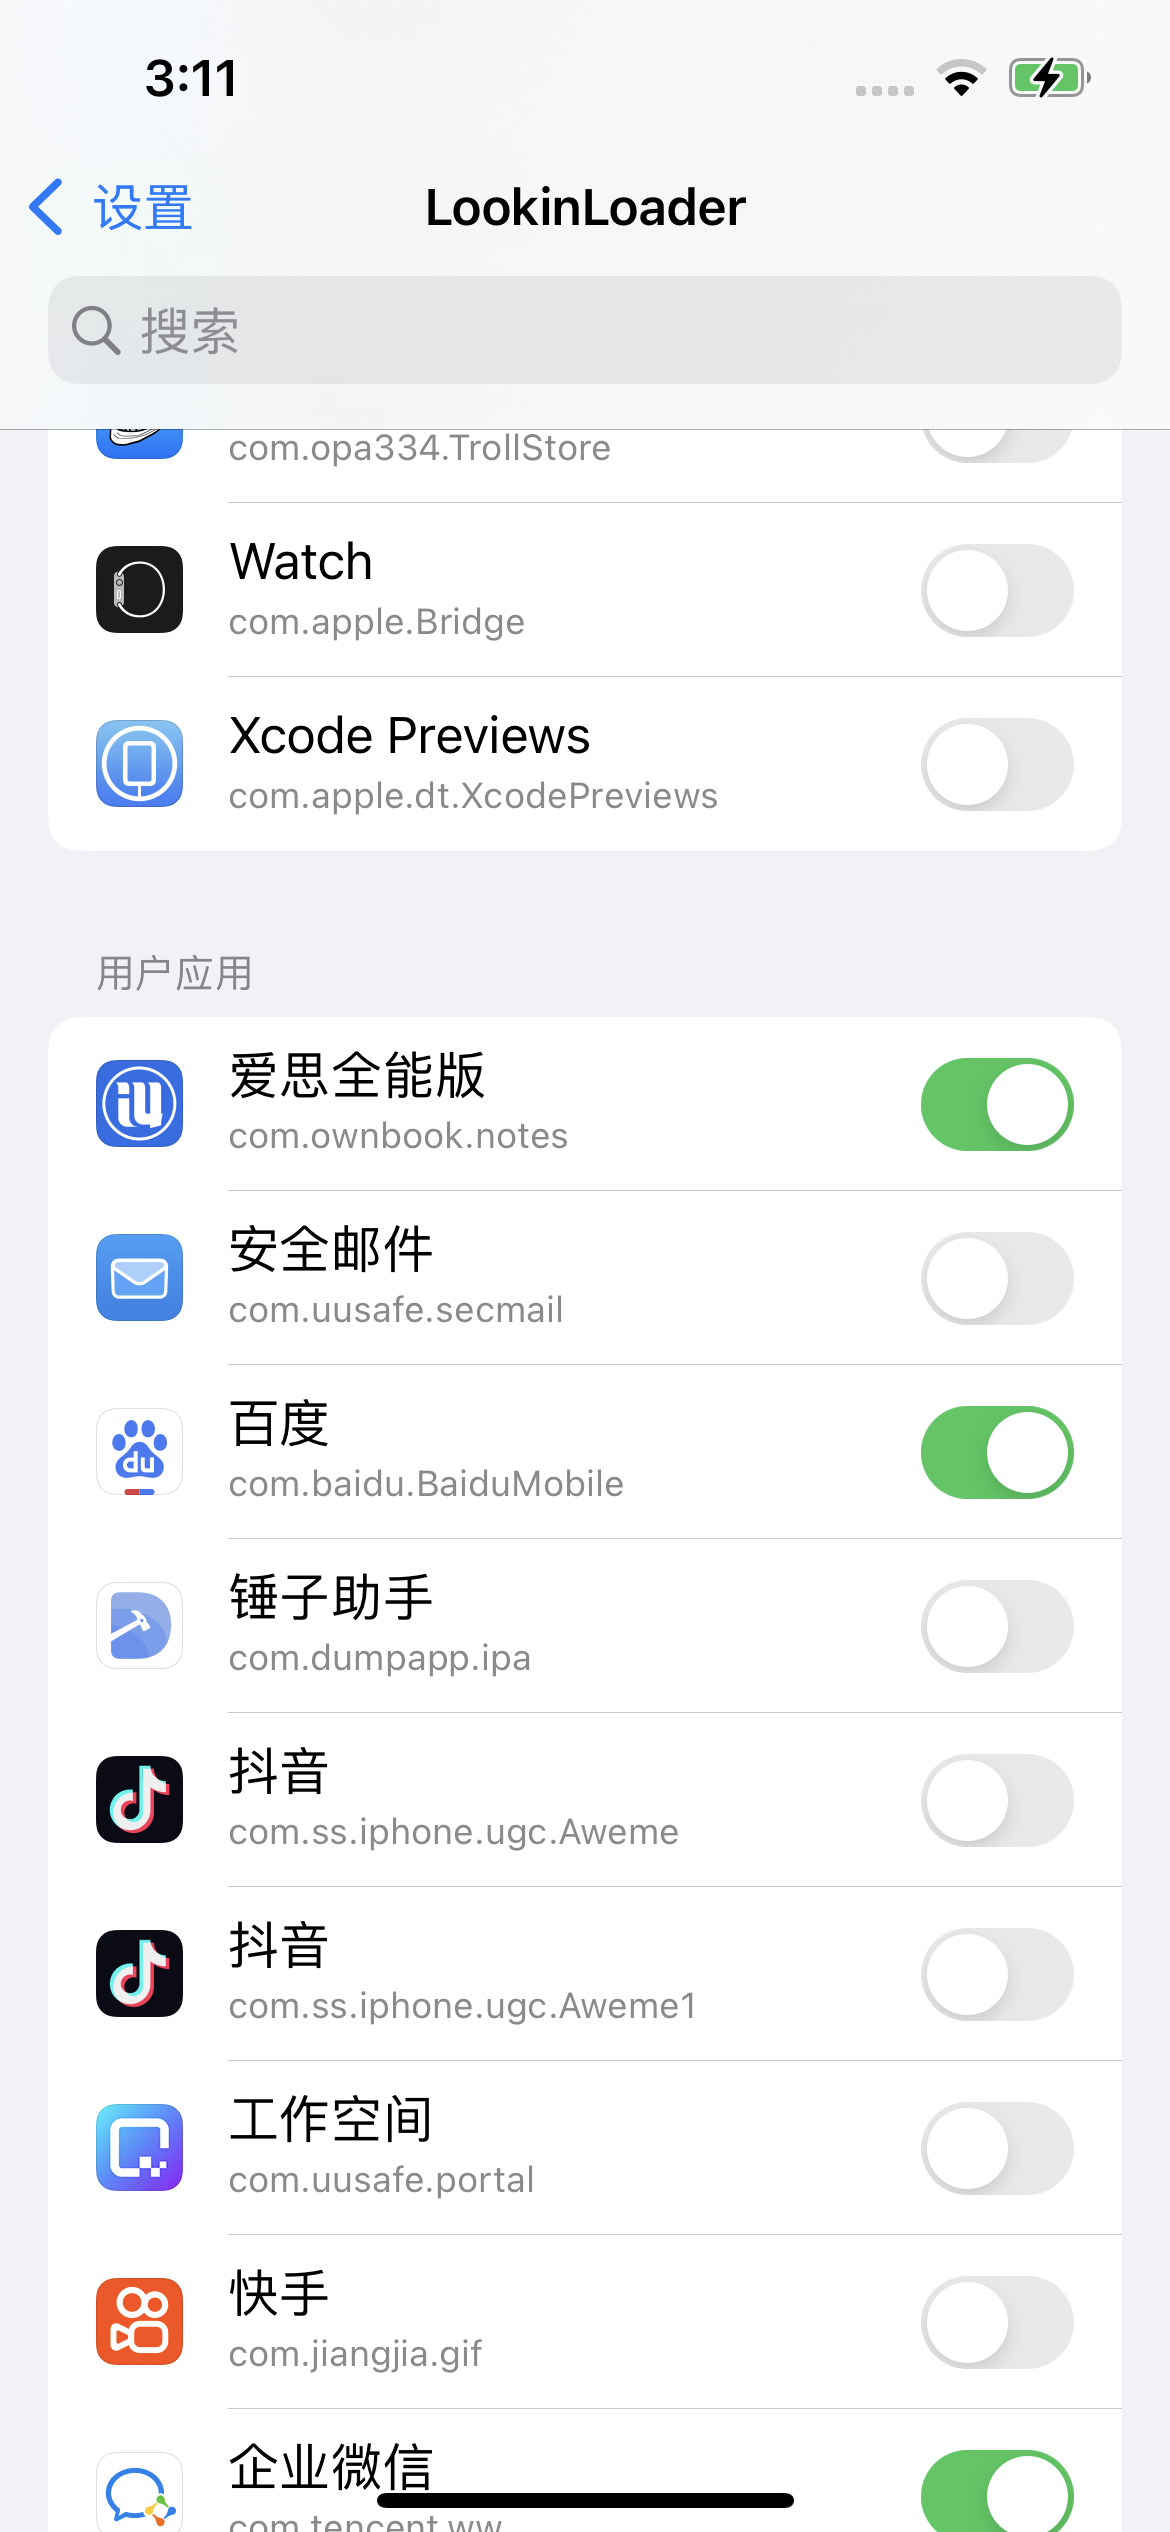 3:11
设置
LookinLoader
搜索
com.opa334.TrollStore
Watch
com.apple.Bridge
Xcode Previews
com.apple.dt.XcodePreviews
用户应用
爱思全能版
com.ownbook.notes
安全邮件
com.uusafe.secmail
百度
du
com.baidu.BaiduMobile
锤子助手
com.dumpapp.ipa
抖音
com.ss.iphone.ugc.Aweme
抖音
com.ss.iphone.ugc.Aweme1
工作空间
com.uusafe.portal
快手
com.jiangjia.gif
企业微信
com.tencent.ww